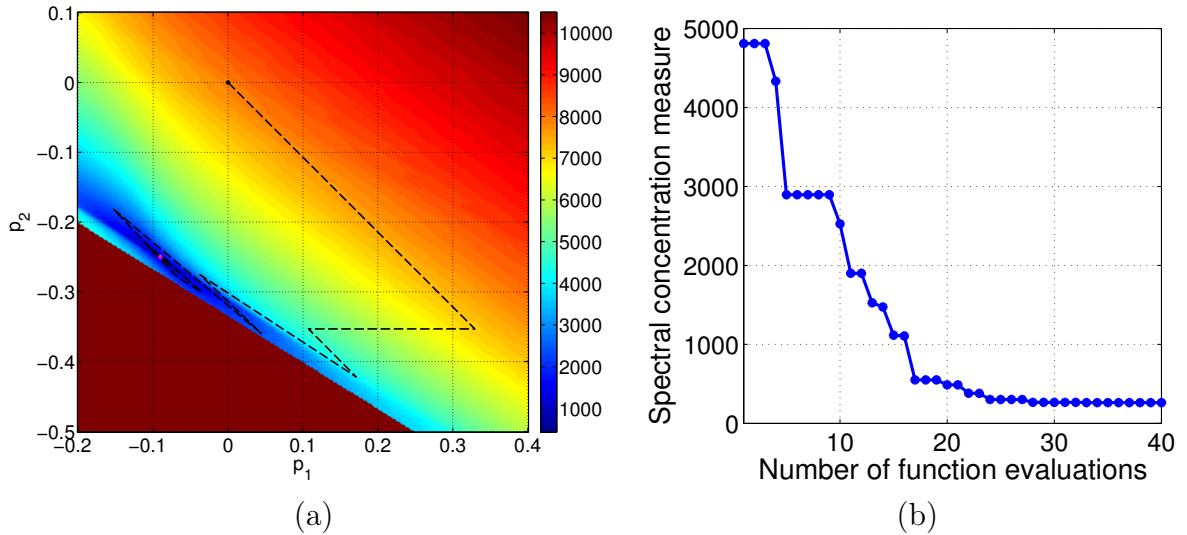 0.1
0
−0.1
−0.2
−0.3
−0.4
−0.5
p2
−0.2 −0.1 0 0.1 0.2 0.3 0.4
p1
10000
9000
8000
7000
6000
5000
4000
3000
2000
1000
(a)
Spectral concentration measure
5000
4000
3000
2000
1000
0
10 20 30 40
Number of function evaluations
(b)